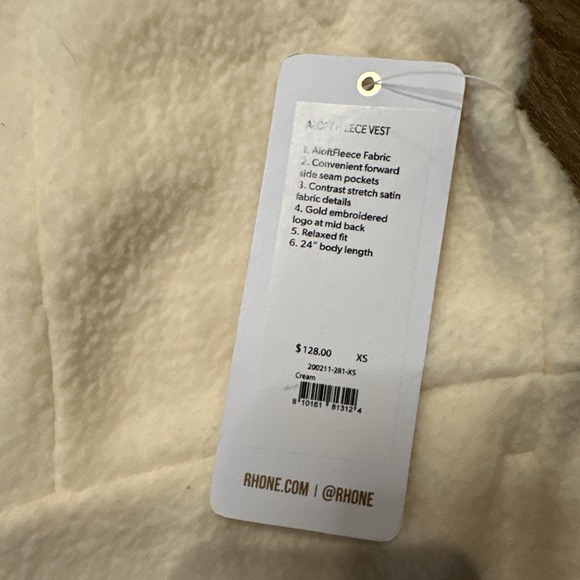 VEST
1. AloftFleece Fabric
2. Convenient forward
side seam pockets
3. Contrast stretch satin
fabric details
4. Gold embroidered
logo at mid back
5. Relaxed fit
6. 24" body length
$128.00 XS
200211-281-XS
Cream
8 10161 81312 4
RHONE.COM | @RHONE